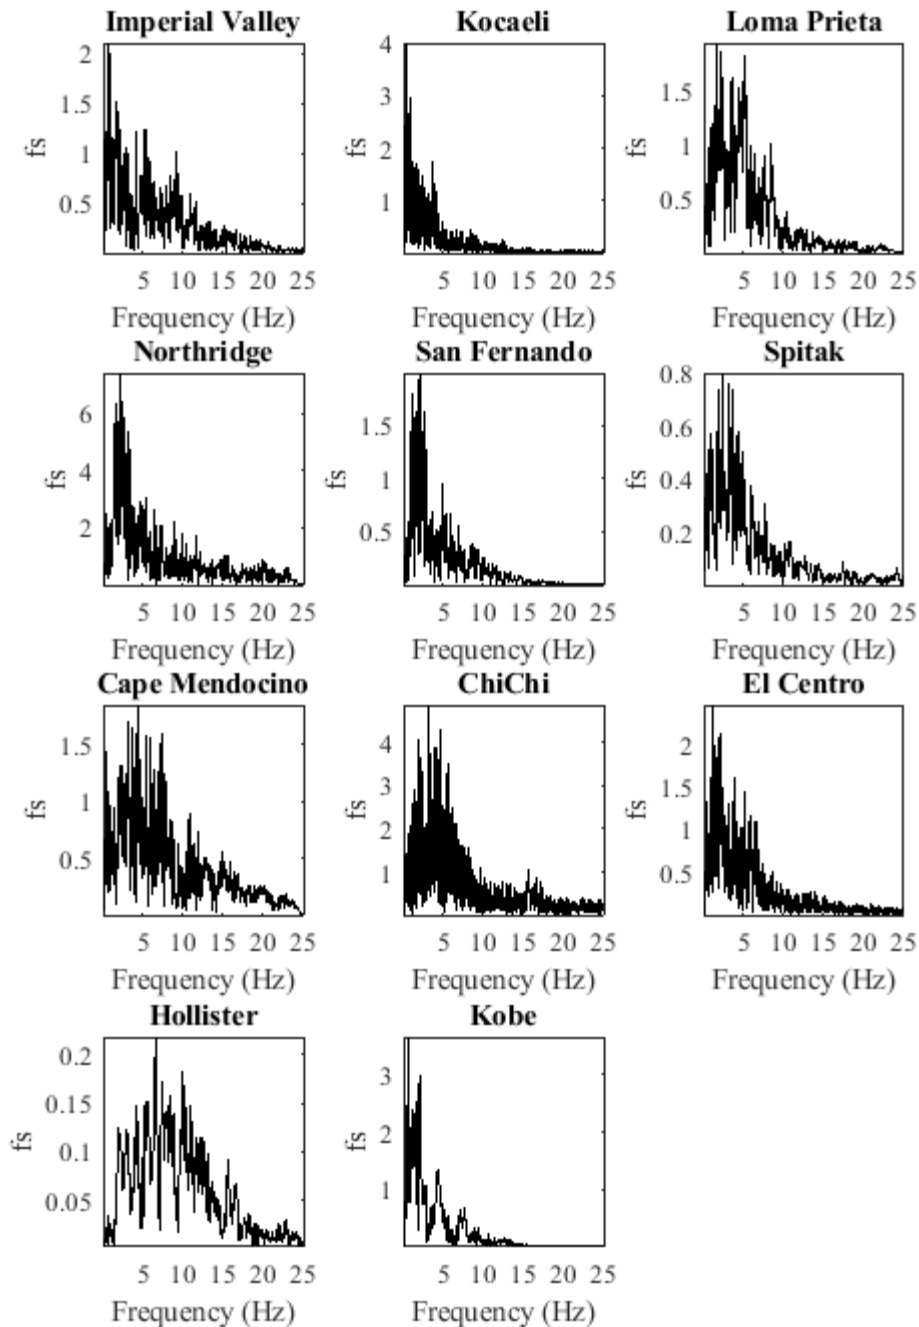 Imperial Valley
Kocaeli
Loma Prieta
2
1.5
1
0.5
fs
5 10 15 20 25
Frequency (Hz)
4
3
2
1
fs
5 10 15 20 25
Frequency (Hz)
1.5
1
0.5
fs
5 10 15 20 25
Frequency (Hz)
Northridge
San Fernando
Spitak
6
4
2
fs
5 10 15 20 25
Frequency (Hz)
1.5
1
0.5
fs
5 10 15 20 25
Frequency (Hz)
0.8
0.6
0.4
0.2
fs
5 10 15 20 25
Frequency (Hz)
Cape Mendocino
ChiChi
El Centro
1.5
1
0.5
fs
5 10 15 20 25
Frequency (Hz)
4
3
2
1
fs
5 10 15 20 25
Frequency (Hz)
2
1.5
1
0.5
fs
5 10 15 20 25
Frequency (Hz)
Hollister
Kobe
0.2
0.15
0.1
0.05
fs
5 10 15 20 25
Frequency (Hz)
3
2
1
fs
5 10 15 20 25
Frequency (Hz)